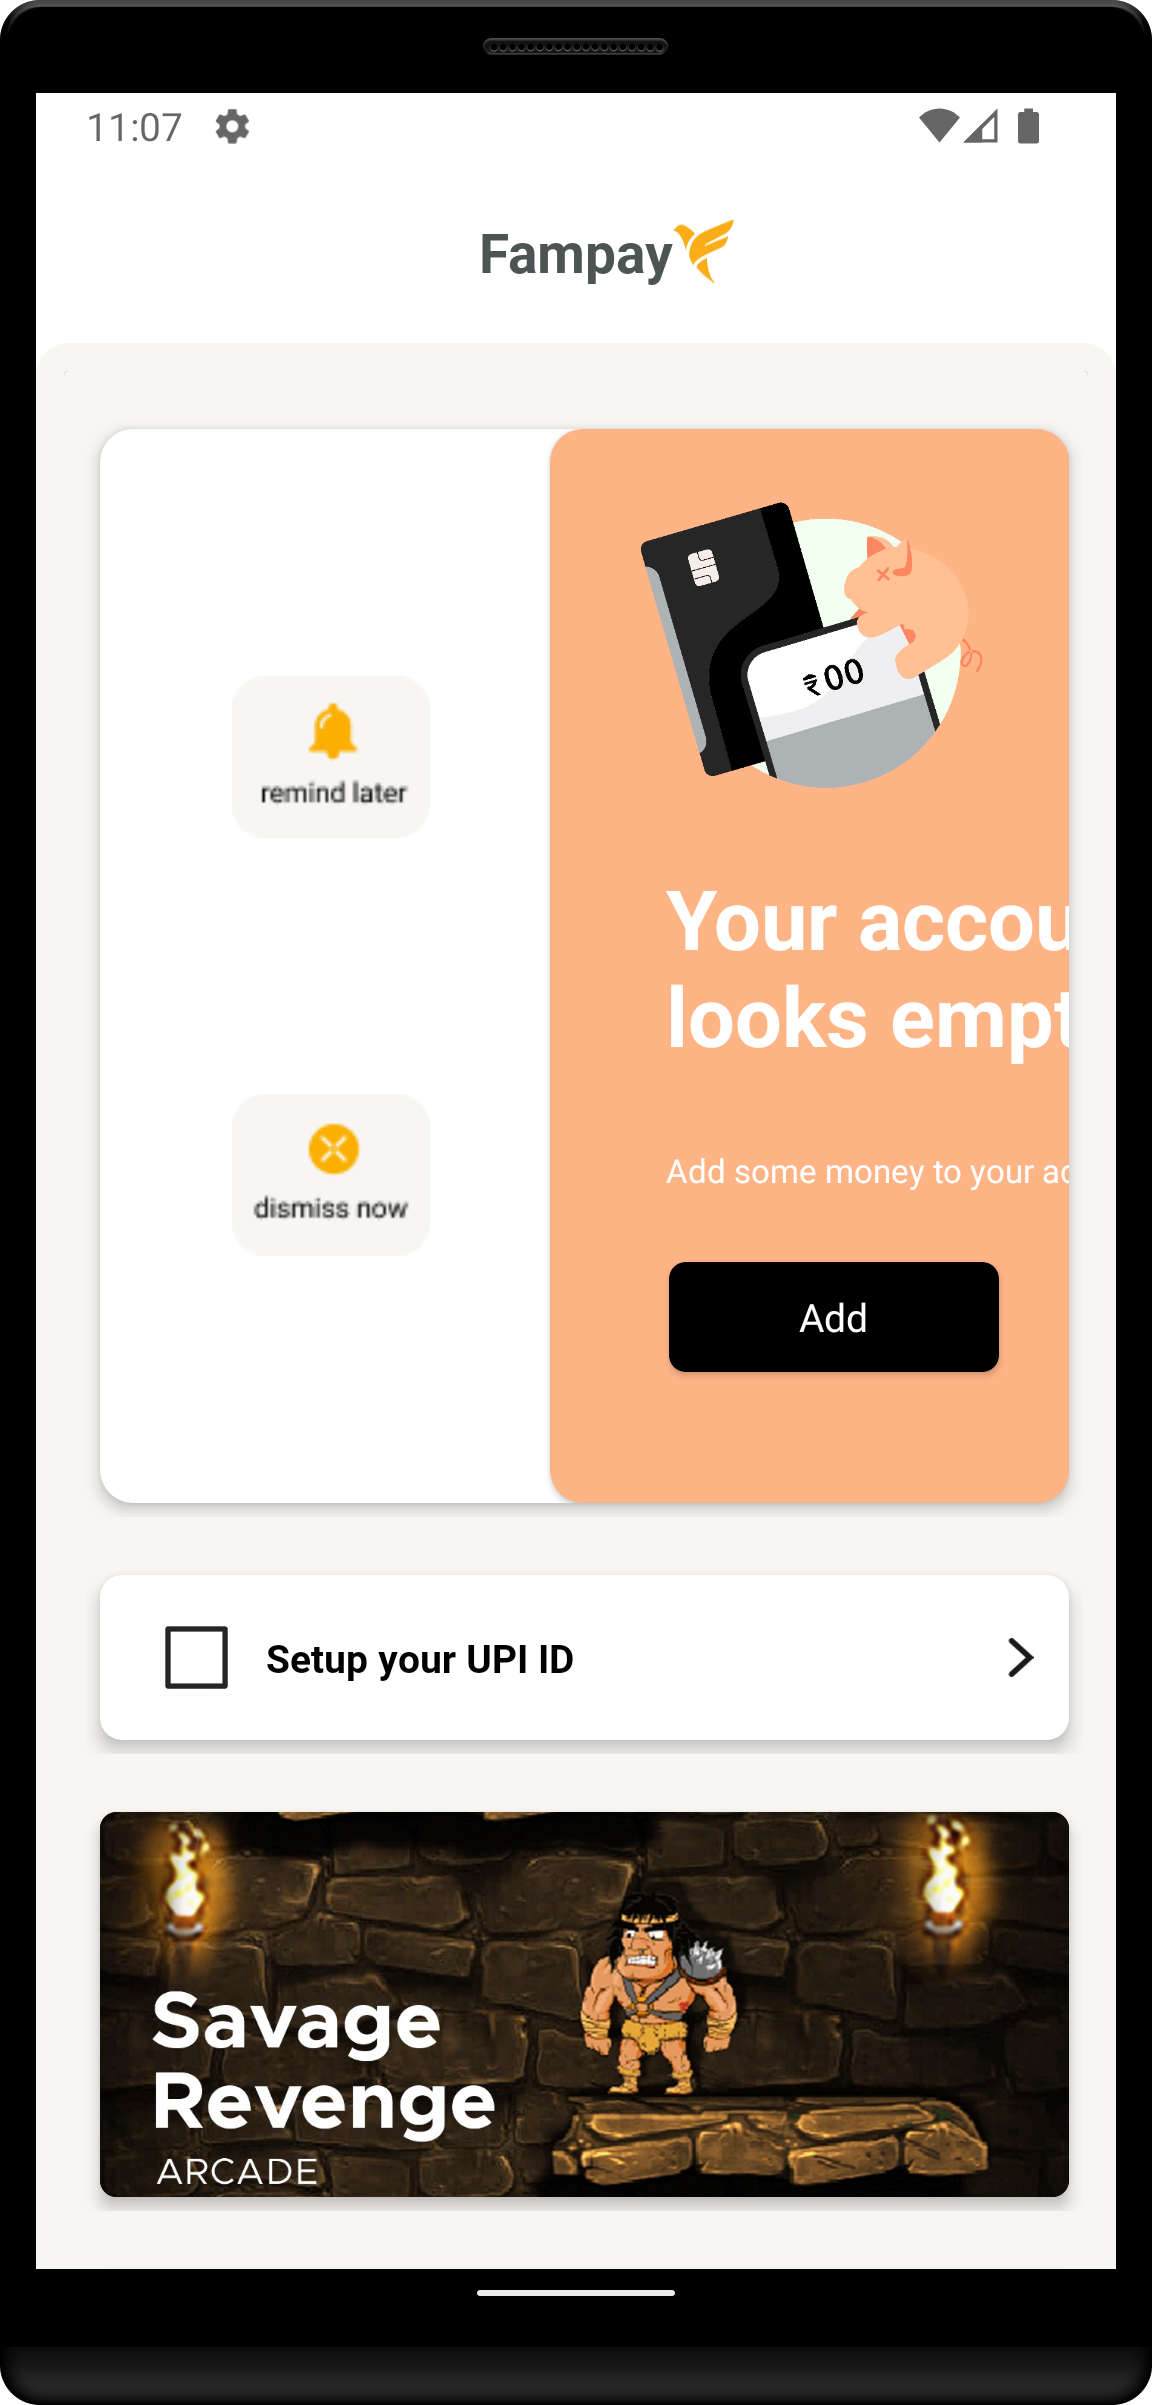 11:07
Fampay
remind later
dismiss now
₹00
Your accou
looks empt
Add some money to your ac
Add
Setup your UPI ID
Savage
Revenge
ARCADE